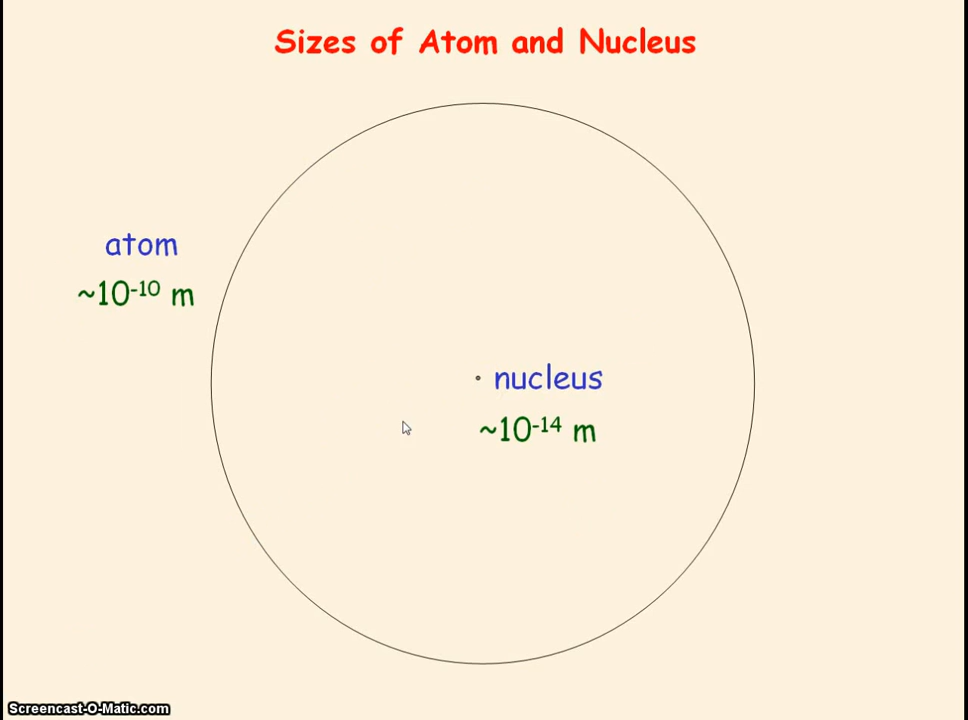 Sizes of Atom and Nucleus
atom
~10⁻¹⁰ m
nucleus
~10⁻¹⁴ m
Screencast-O-Matic.com